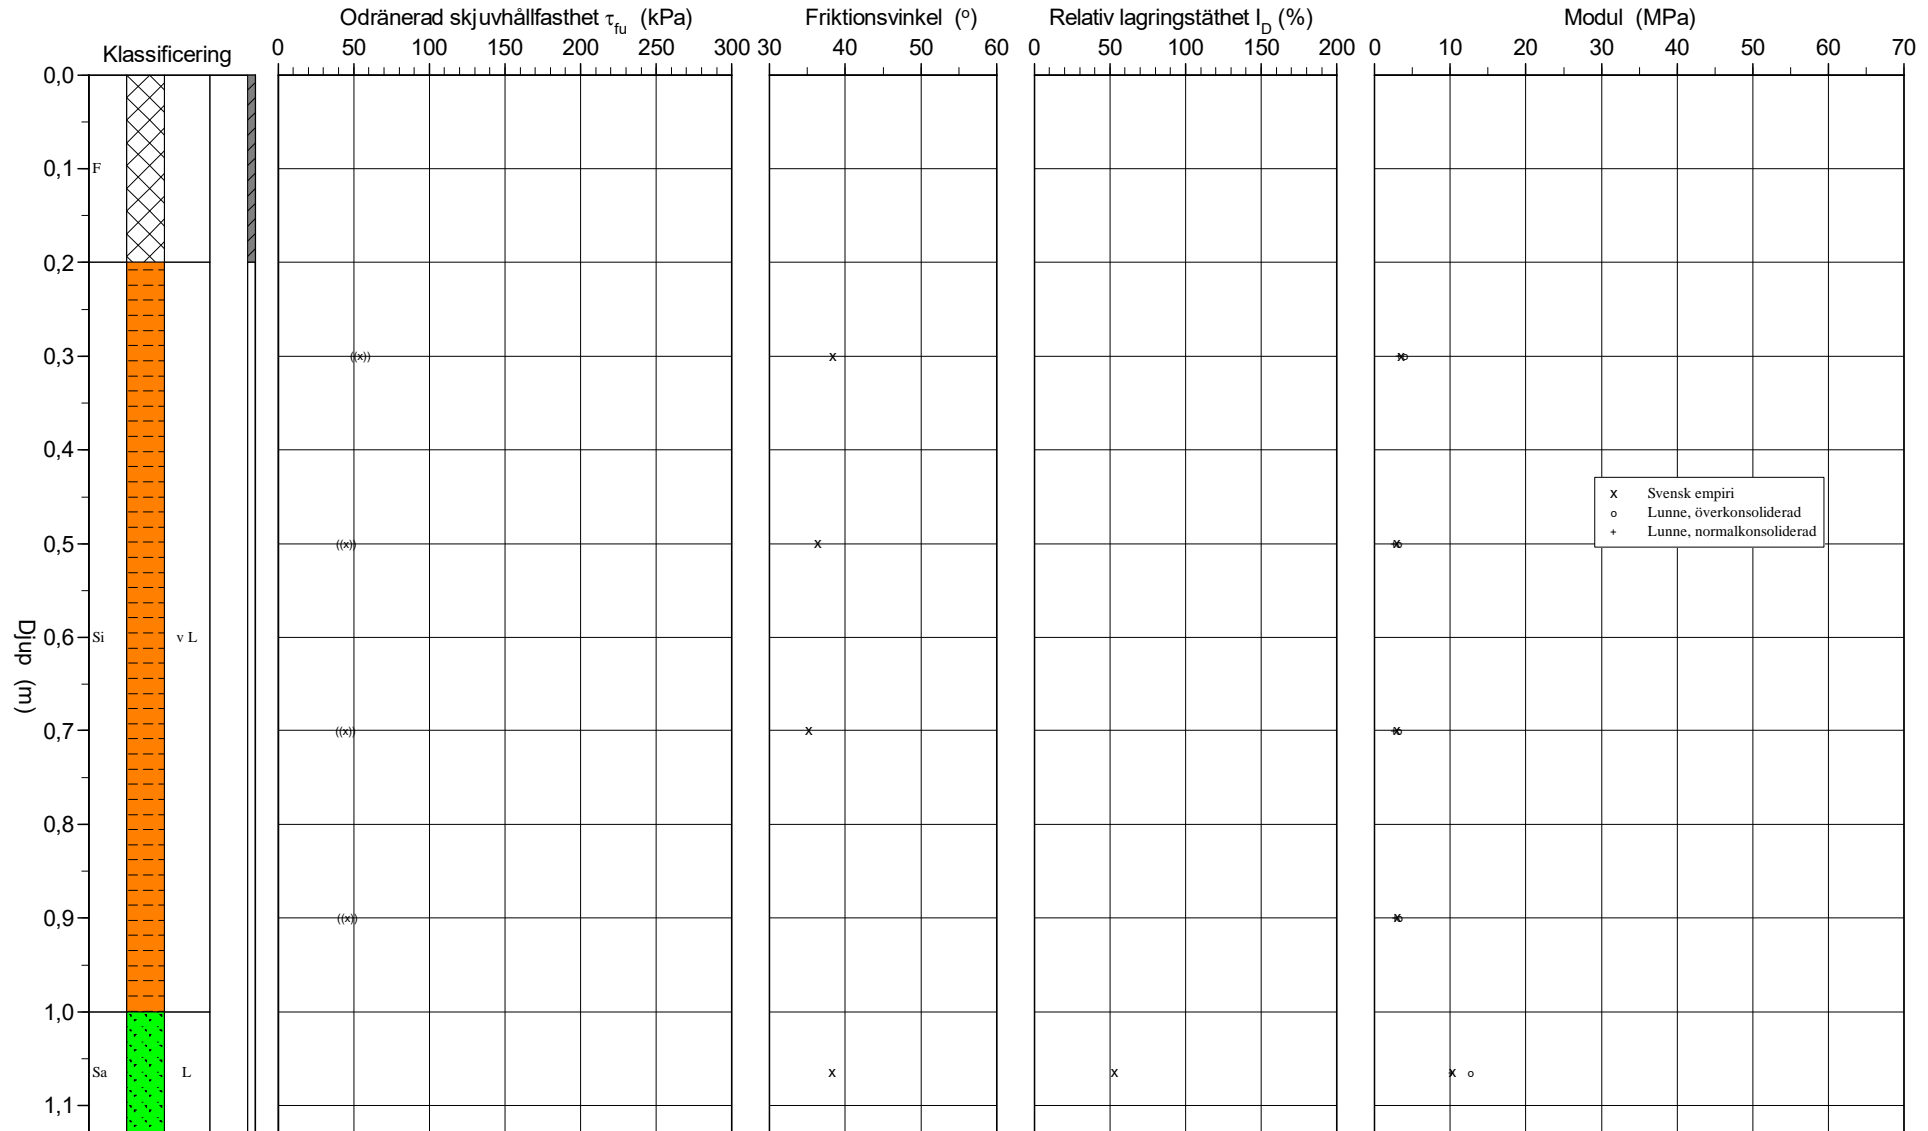 Odränerad skjuvhållfasthet τfu (kPa) Friktionsvinkel (o) Relativ lagringstäthet ID (%) Modul (MPa)
Klassificering 0 50 100 150 200 250 300 30 40 50 60 0 50 100 150 200 0 10 20 30 40 50 60 70
0,0
0,1 F
0,2
0,3 ((x)) x x o
0,4
x Svensk empiri
o Lunne, överkonsoliderad
+ Lunne, normalkonsoliderad
0,5 ((x)) x x
Djup (m)
0,6 Si v L
0,7 ((x)) x x
0,8
0,9 ((x)) x x
1,0
Sa L x x x o
1,1